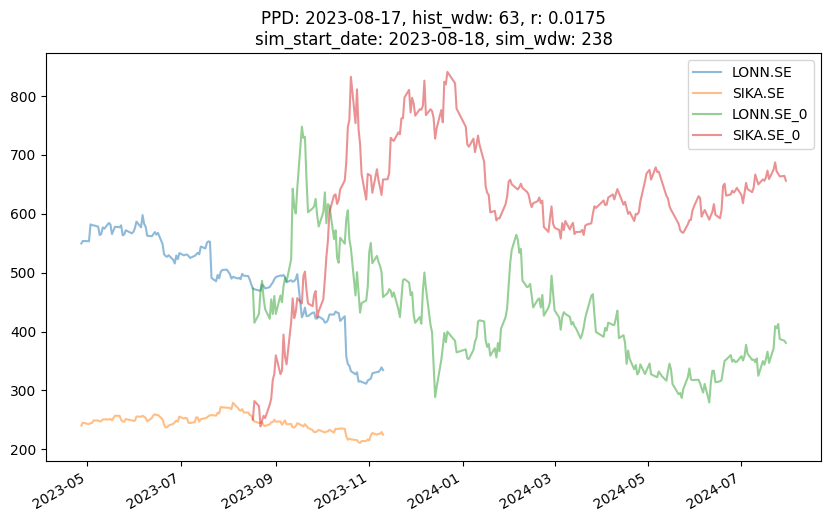 PPD: 2023-08-17, hist_wdw: 63, r: 0.0175
sim_start_date: 2023-08-18, sim_wdw: 238
LONN.SE
SIKA.SE
LONN.SE_0
SIKA.SE_0
800
700
600
500
400
300
200
2023-05
2023-07
2023-09
2023-11
2024-01
2024-03
2024-05
2024-07